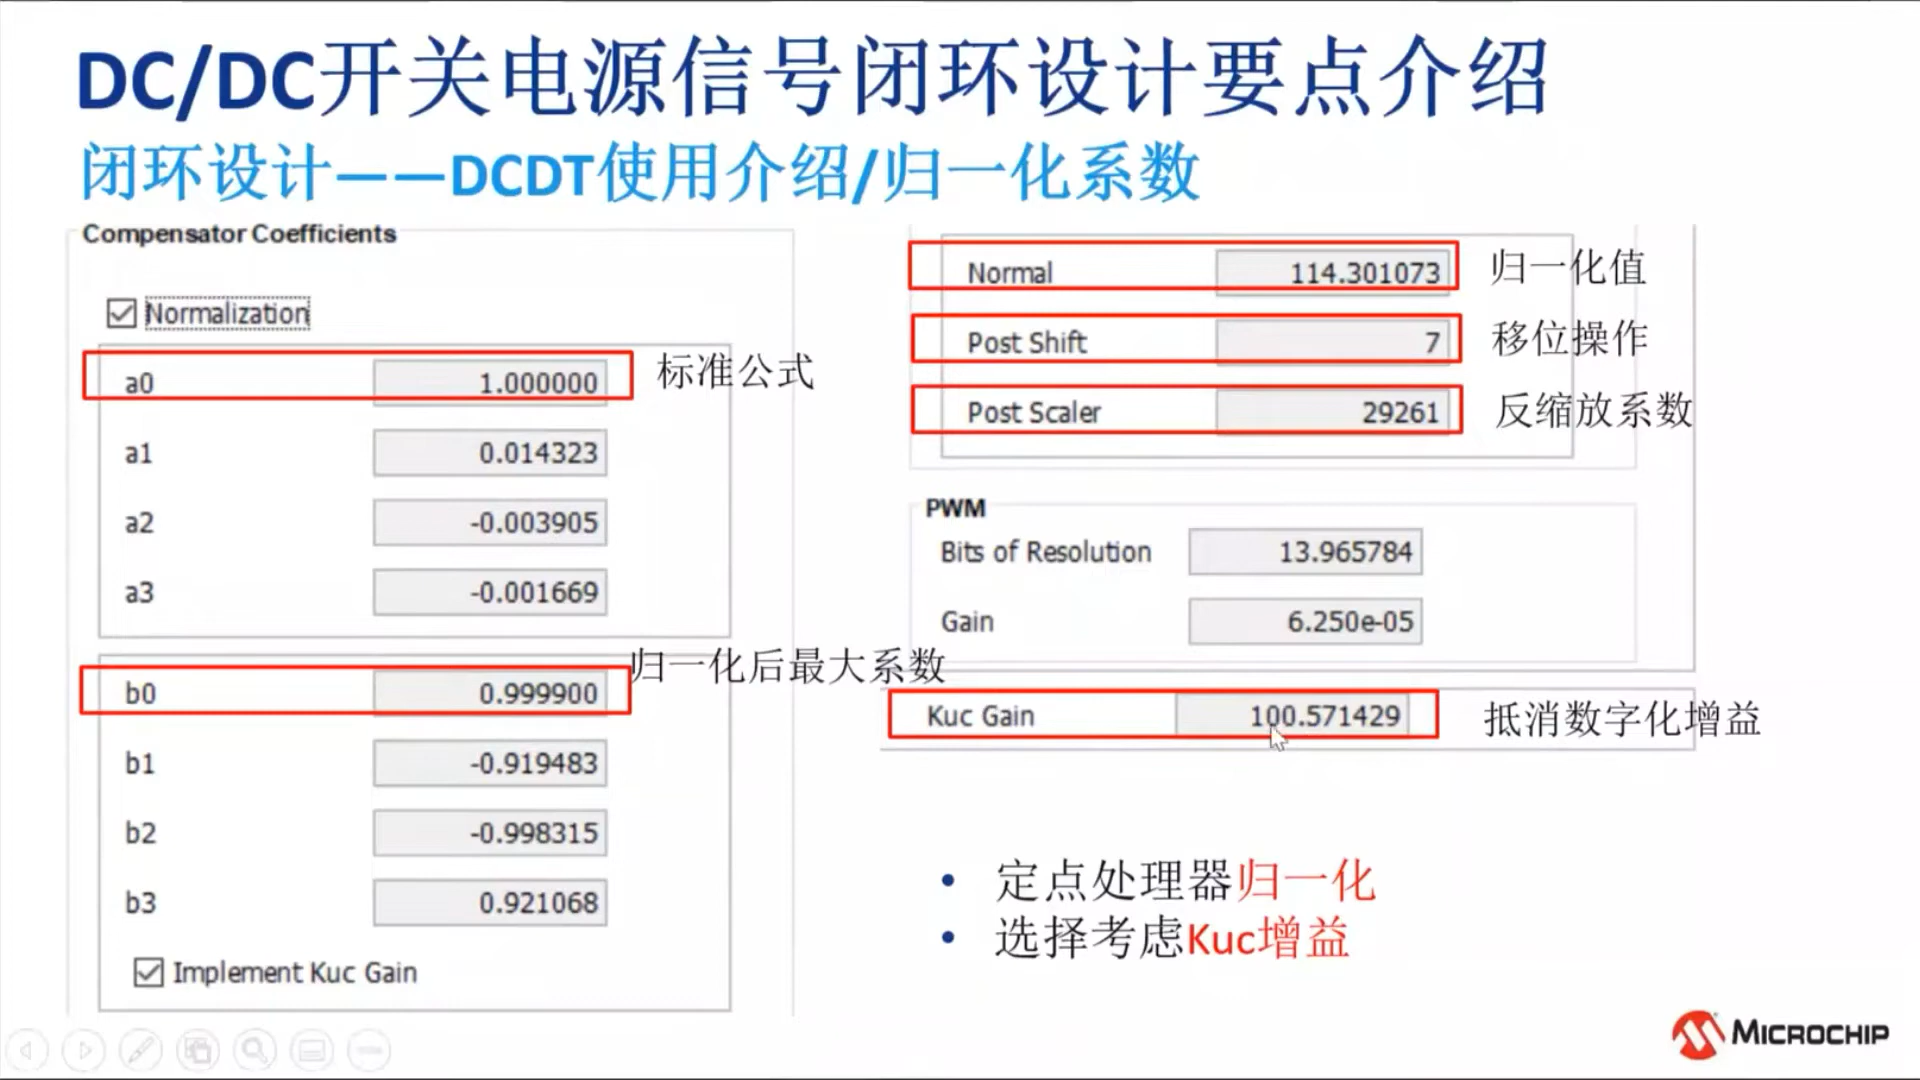 DC/DC开关电源信号闭环设计要点介绍
闭环设计——DCDT使用介绍/归一化系数
Compensator Coefficients
Normalization
a0 1.000000 标准公式
a1 0.014323
a2 -0.003905
a3 -0.001669
b0 0.999900 归一化后最大系数
b1 -0.919483
b2 -0.998315
b3 0.921068
Implement Kuc Gain
Normal 114.301073 归一化值
Post Shift 7 移位操作
Post Scaler 29261 反缩放系数
PWM
Bits of Resolution 13.965784
Gain 6.250e-05
Kuc Gain 100.571429 抵消数字化增益
• 定点处理器归一化
• 选择考虑Kuc增益
MICROCHIP